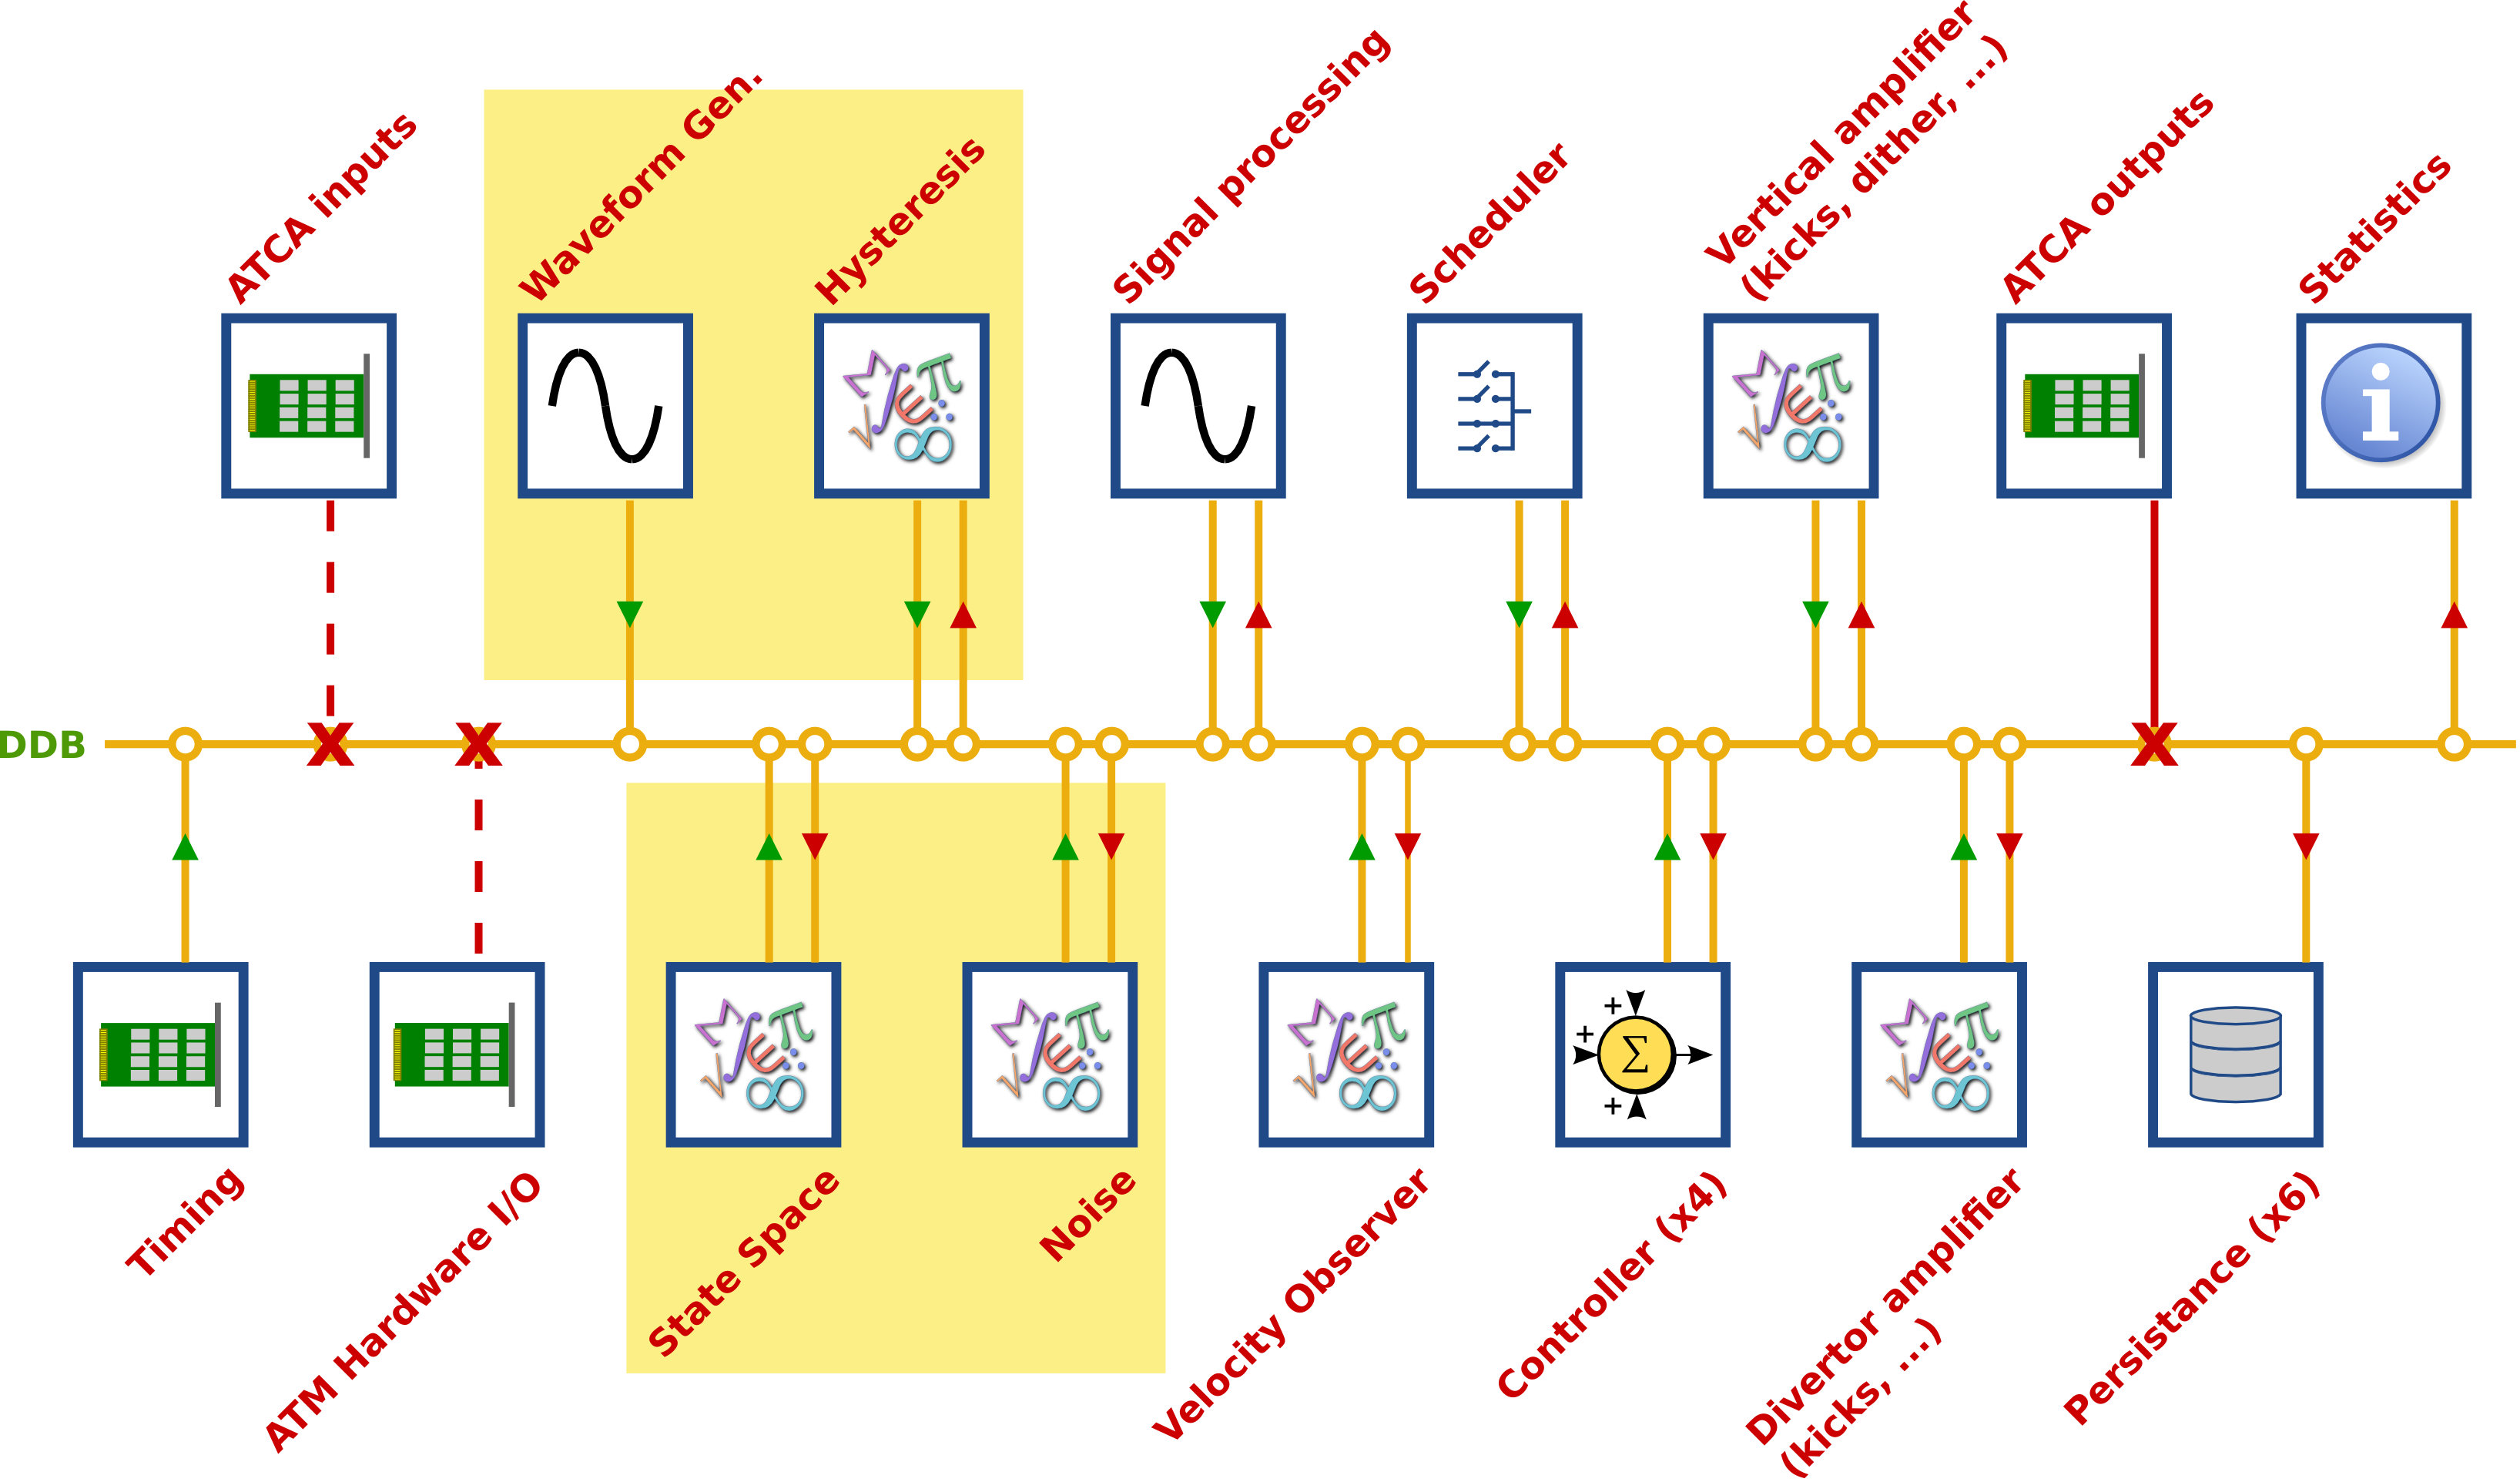 ATCA inputs
Waveform Gen.
Hysteresis
Signal processing
Scheduler
Vertical amplifier
(kicks, dither, ...)
ATCA outputs
Statistics
DDB
X
X
X
+
+
Σ
+
Timing
ATM Hardware I/O
State Space
Noise
Velocity Observer
Controller (x4)
Divertor amplifier
(kicks, ...)
Persistance (x6)